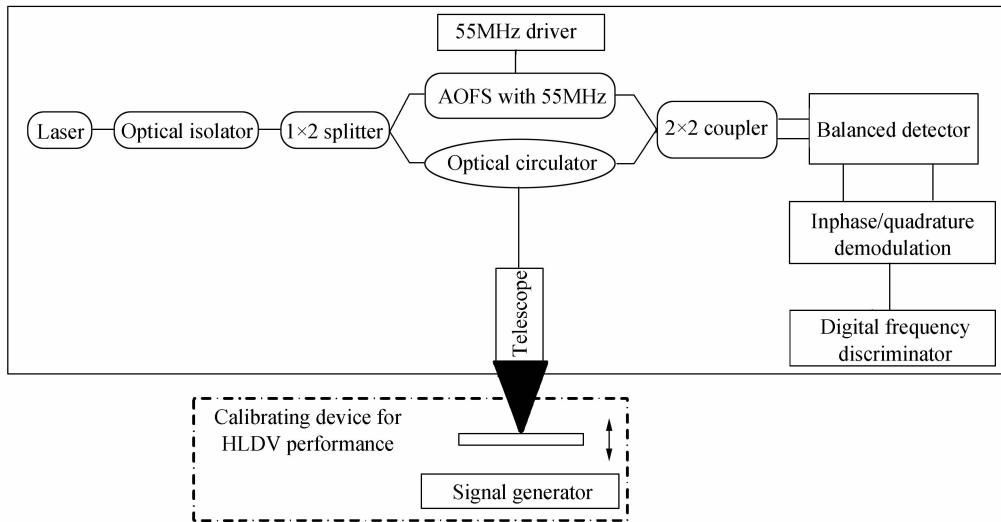 55MHz driver
AOFS with 55MHz
Laser
Optical isolator
1×2 splitter
2×2 coupler
Balanced detector
Optical circulator
Inphase/quadrature
demodulation
Telescope
Digital frequency
discriminator
Calibrating device for
HLDV performance
Signal generator